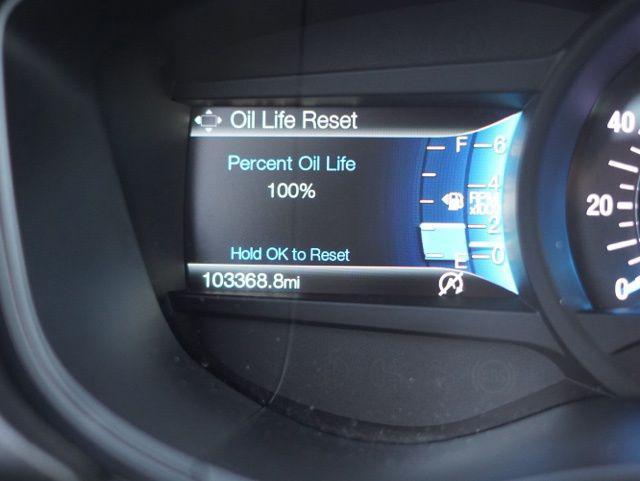 Oil Life Reset
Percent Oil Life
100%
Hold OK to Reset
103368.8mi
F
E
6
4
RPM
2
0
40
20
0